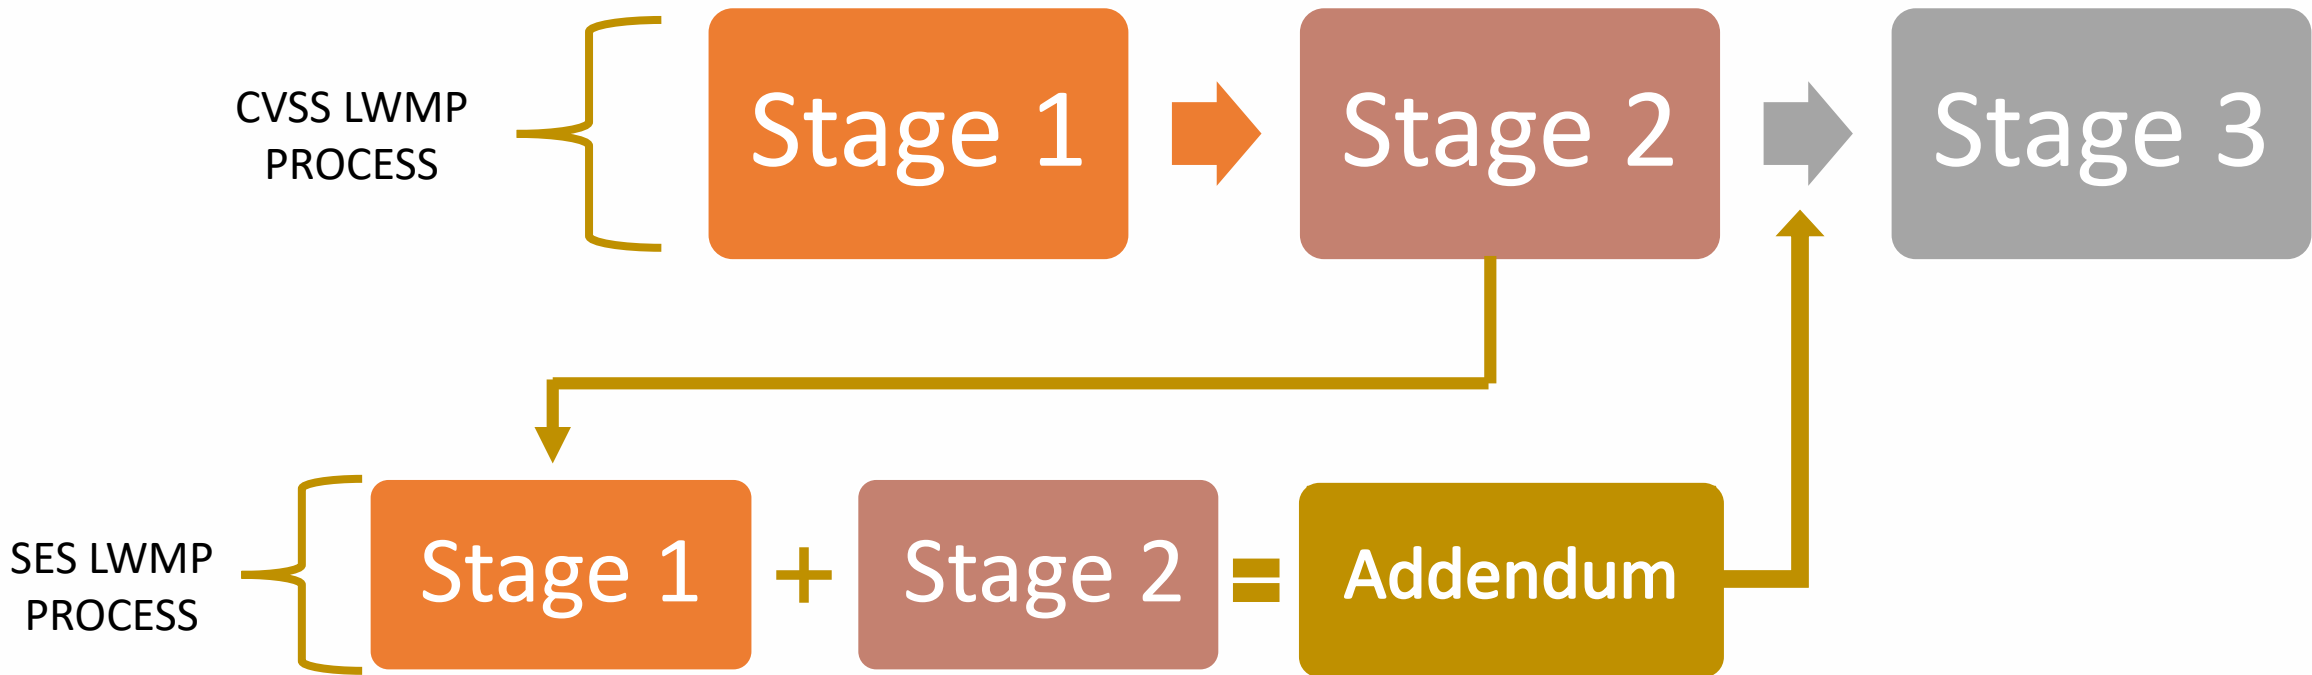 CVSS LWMP
PROCESS
Stage 1
Stage 2
Stage 3
SES LWMP
PROCESS
Stage 1
+
Stage 2
=
Addendum